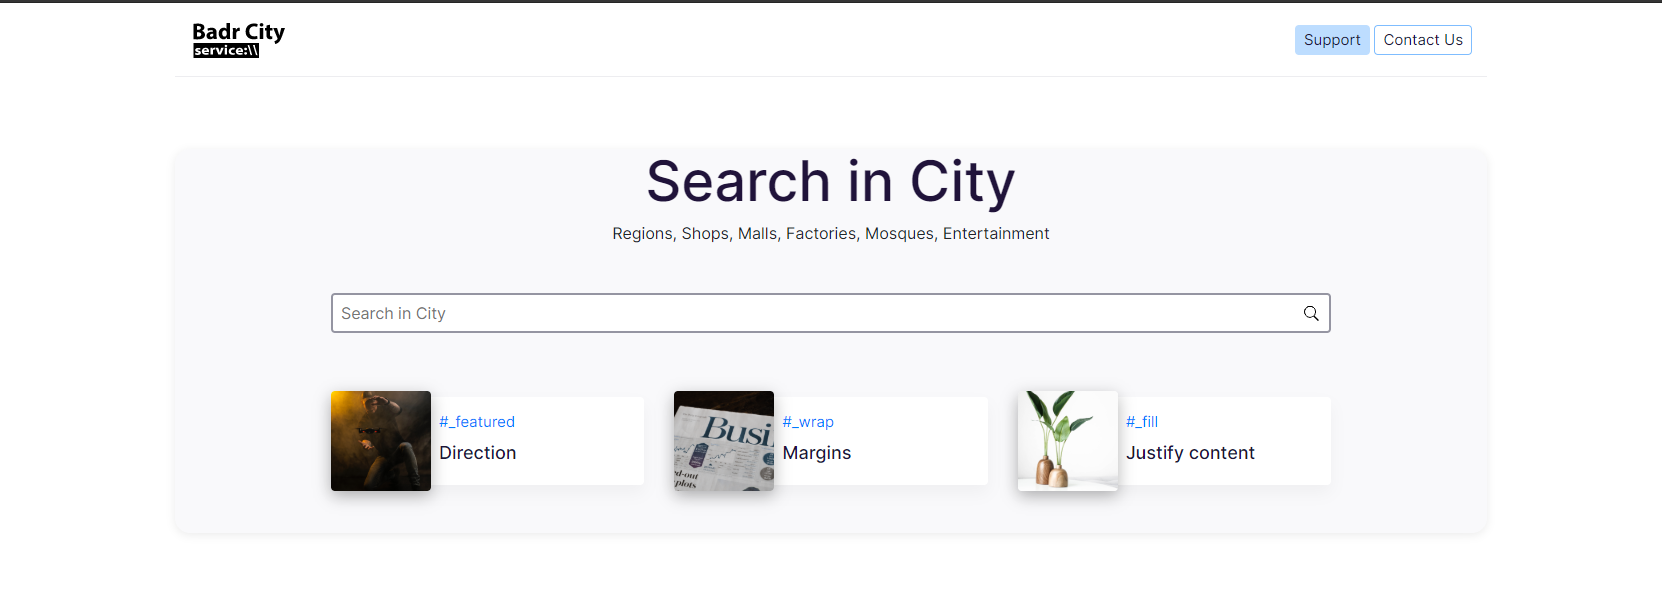 Badr City
service:\\
Support
Contact Us
Search in City
Regions, Shops, Malls, Factories, Mosques, Entertainment
Search in City
#_featured
Direction
Busi
#_wrap
Margins
#_fill
Justify content
plots